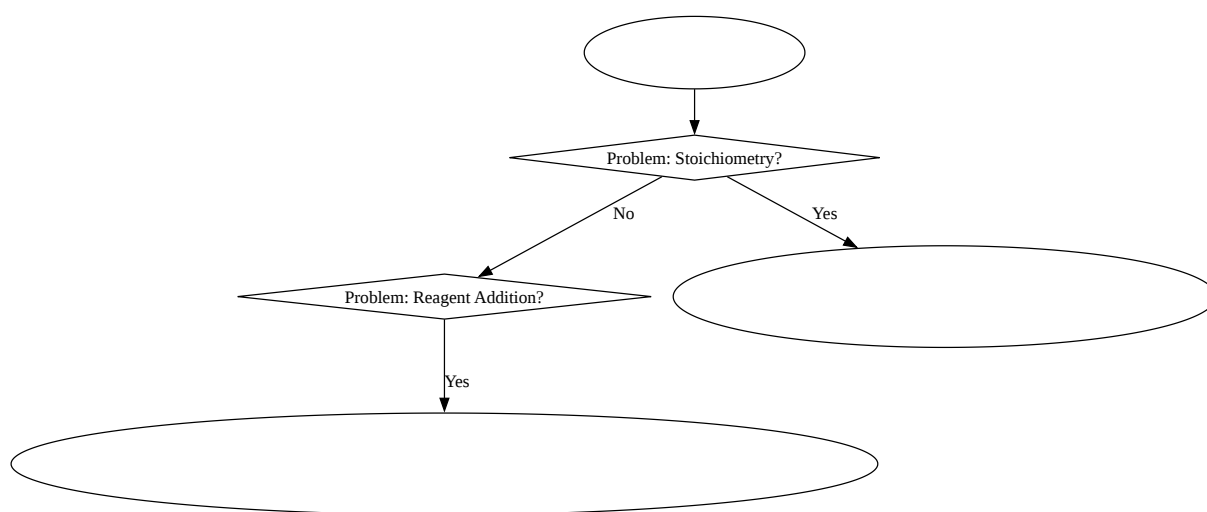 Problem: Stoichiometry?
No
Yes
Problem: Reagent Addition?
Yes